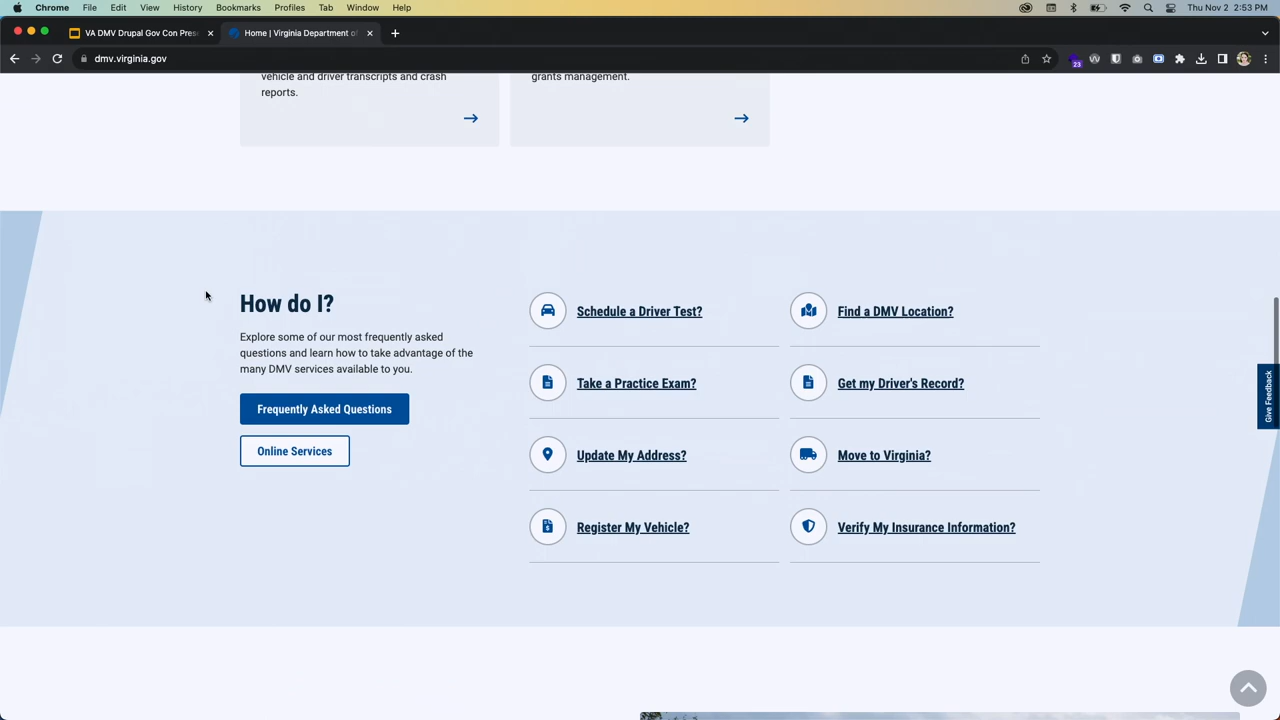 Chrome File Edit View History Bookmarks Profiles Tab Window Help Thu Nov 2 2:53 PM
VA DMV Drupal Gov Con Pres Home | Virginia Department of
dmv.virginia.gov
23
vehicle and driver transcripts and crash
reports.
grants management.
How do I?
Explore some of our most frequently asked
questions and learn how to take advantage of the
many DMV services available to you.
Frequently Asked Questions
Online Services
Schedule a Driver Test?
Find a DMV Location?
Take a Practice Exam?
Get my Driver's Record?
Update My Address?
Move to Virginia?
Register My Vehicle?
Verify My Insurance Information?
Give Feedback